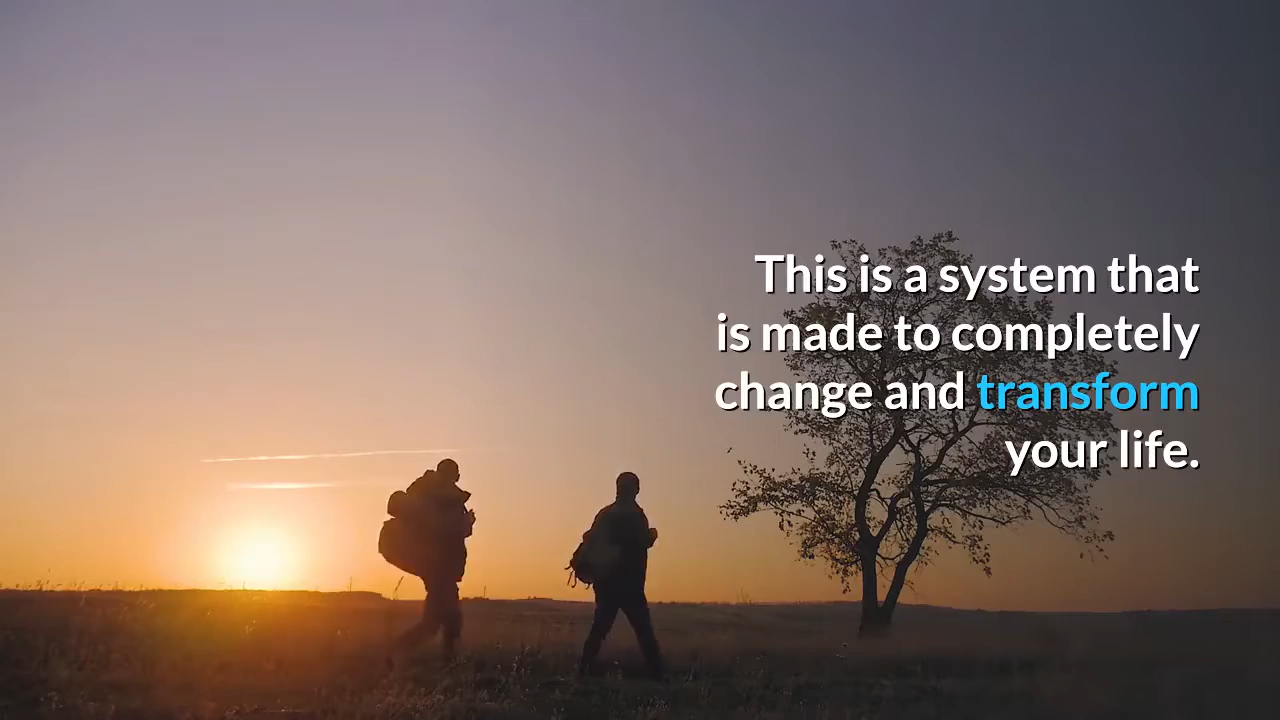 This is a system that
is made to completely
change and transform
your life.